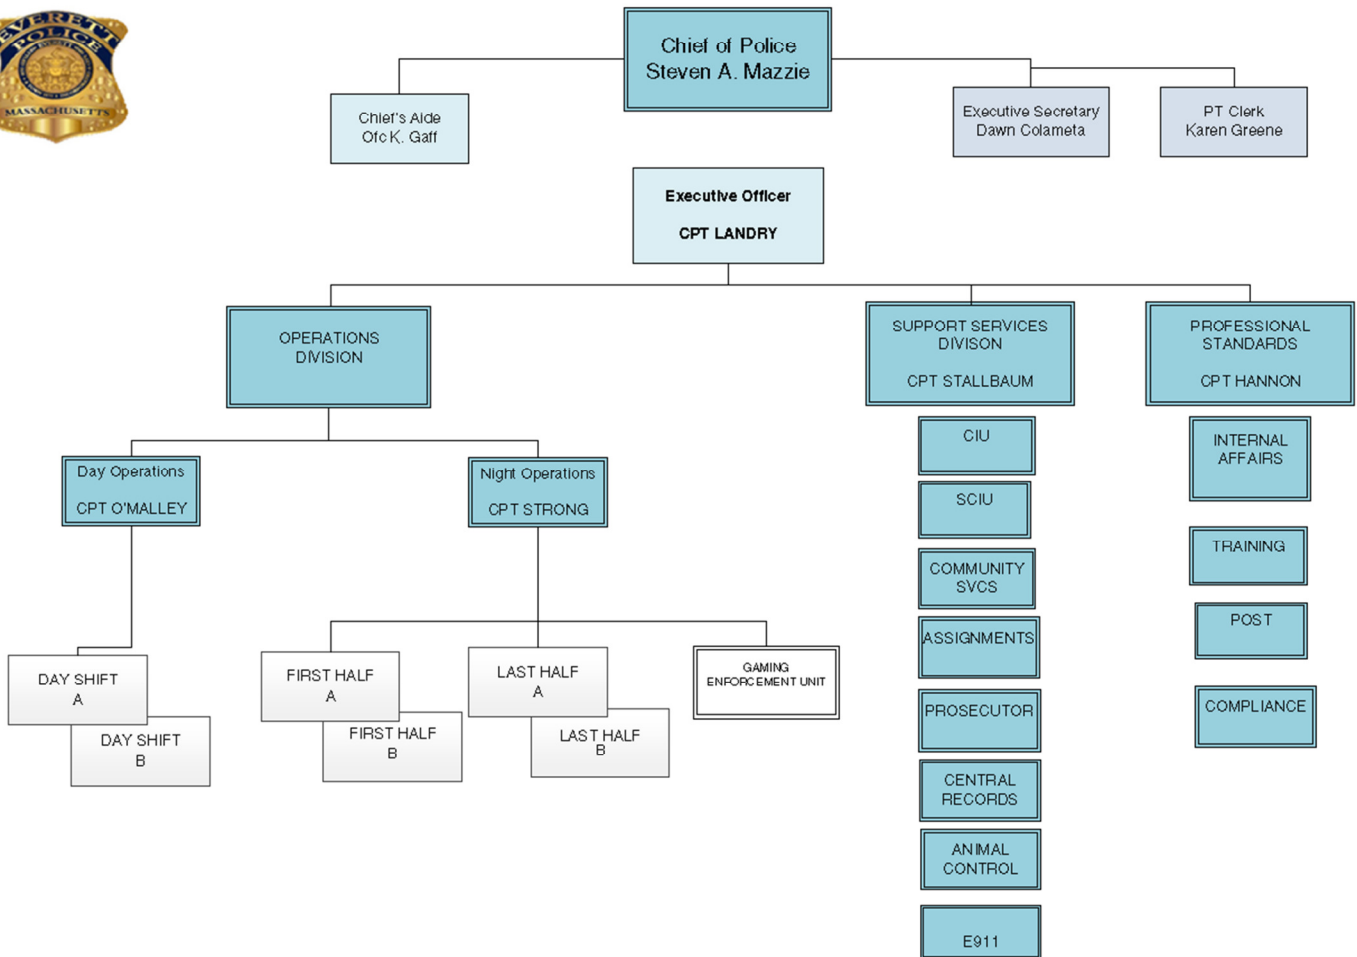 EVERETT
POLICE
MASSACHUSETTS
Chief of Police
Steven A. Mazzie
Chief's Aide
Ofc K. Gaff
Executive Secretary
Dawn Colameta
PT Clerk
Karen Greene
Executive Officer
CPT LANDRY
OPERATIONS
DIVISION
SUPPORT SERVICES
DIVISON
CPT STALLBAUM
PROFESSIONAL
STANDARDS
CPT HANNON
Day Operations
CPT O'MALLEY
Night Operations
CPT STRONG
DAY SHIFT
A
DAY SHIFT
B
FIRST HALF
A
FIRST HALF
B
LAST HALF
A
LAST HALF
B
GAMING
ENFORCEMENT UNIT
CIU
SCIU
COMMUNITY
SVCS
ASSIGNMENTS
PROSECUTOR
CENTRAL
RECORDS
ANIMAL
CONTROL
E911
INTERNAL
AFFAIRS
TRAINING
POST
COMPLIANCE